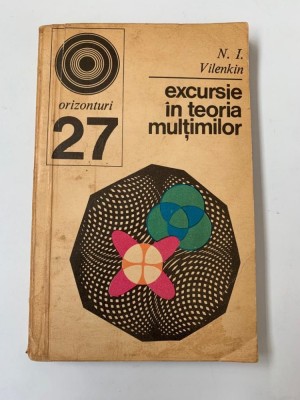 orizonturi
27
N. I.
Vilenkin
excursie
în teoria
mulțimilor